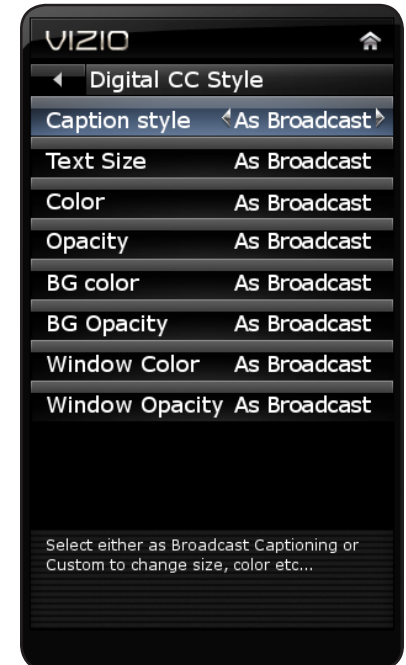 VIZIO
Digital CC Style
Caption style As Broadcast
Text Size As Broadcast
Color As Broadcast
Opacity As Broadcast
BG color As Broadcast
BG Opacity As Broadcast
Window Color As Broadcast
Window Opacity As Broadcast
Select either as Broadcast Captioning or
Custom to change size, color etc...